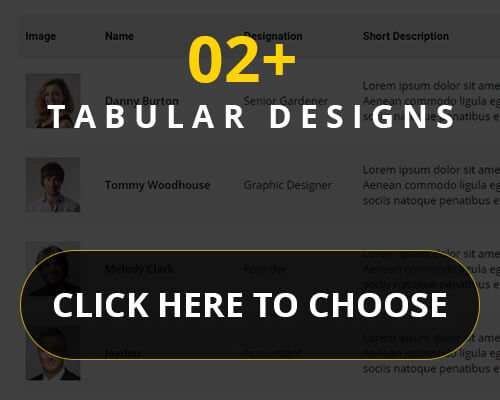 Image Name Designation Short Description
02+
Lorem ipsum dolor sit ame
Danny Burton Senior Gardener Aenean commodo ligula eg
TABULAR DESIGNS
sociis natoque penatibus e
Lorem ipsum dolor sit ame
Tommy Woodhouse Graphic Designer Aenean commodo ligula eg
sociis natoque penatibus e
Lorem ipsum dolor sit ame
Melody Clark Founder Aenean commodo ligula eg
sociis natoque penatibus e
CLICK HERE TO CHOOSE
Lorem ipsum dolor sit ame
Jayden Accountant Aenean commodo ligula eg
sociis natoque penatibus e